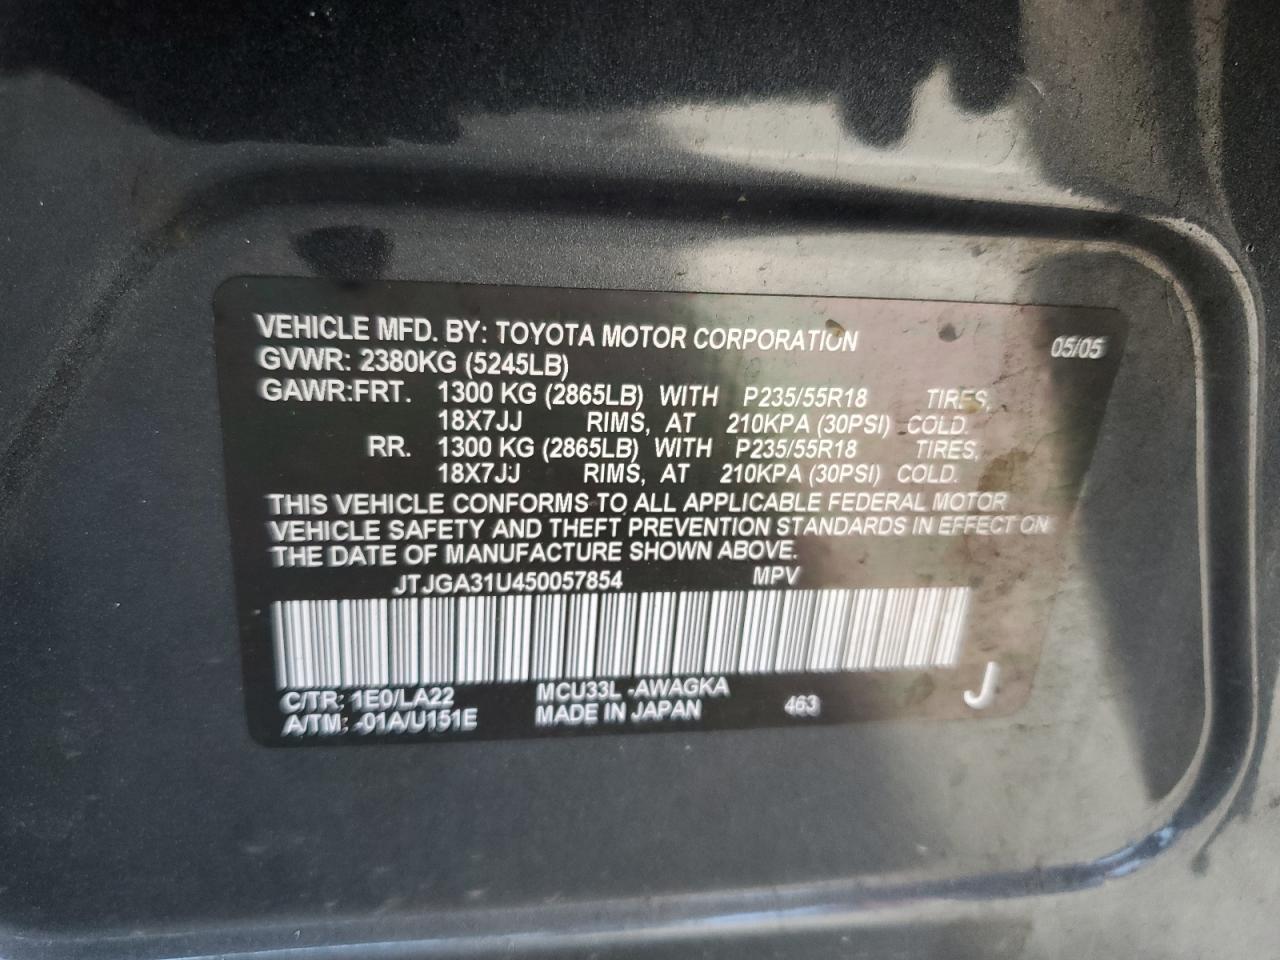 VEHICLE MFD. BY: TOYOTA MOTOR CORPORATION 05/05
GVWR: 2380KG (5245LB)
GAWR:FRT. 1300 KG (2865LB) WITH P235/55R18 TIRES,
18X7JJ RIMS, AT 210KPA (30PSI) COLD.
RR. 1300 KG (2865LB) WITH P235/55R18 TIRES,
18X7JJ RIMS, AT 210KPA (30PSI) COLD.
THIS VEHICLE CONFORMS TO ALL APPLICABLE FEDERAL MOTOR
VEHICLE SAFETY AND THEFT PREVENTION STANDARDS IN EFFECT ON
THE DATE OF MANUFACTURE SHOWN ABOVE.
JTJGA31U450057854 MPV
C/TR: 1E0/LA22 MCU33L -AWAGKA 463 J
A/TM: -01A/U151E MADE IN JAPAN